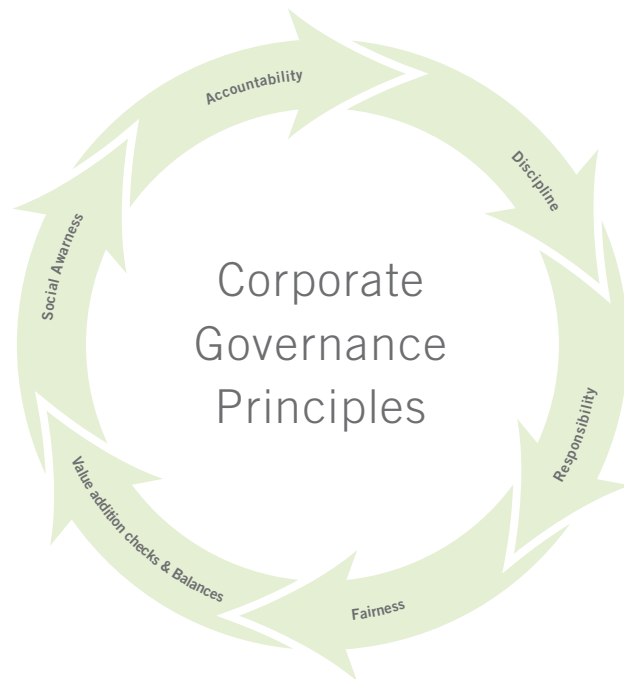 Accountability
Discipline
Social Awarness
Corporate
Governance
Principles
Responsibility
Value addition checks & Balances
Fairness